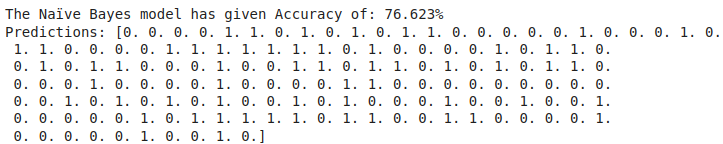 The Naïve Bayes model has given Accuracy of: 76.623%
Predictions: [0. 0. 0. 0. 1. 1. 0. 1. 0. 1. 0. 1. 1. 0. 0. 0. 0. 0. 1. 0. 0. 0. 1. 0.
1. 1. 0. 0. 0. 0. 1. 1. 1. 1. 1. 1. 1. 0. 1. 0. 0. 0. 0. 1. 0. 1. 1. 0.
0. 1. 0. 1. 1. 0. 0. 0. 1. 0. 0. 1. 1. 0. 1. 1. 0. 1. 0. 1. 0. 1. 1. 0.
0. 0. 0. 1. 0. 0. 0. 0. 1. 0. 0. 0. 0. 1. 1. 0. 0. 0. 0. 0. 0. 0. 0. 0.
0. 0. 1. 0. 1. 0. 1. 0. 1. 0. 0. 1. 0. 1. 0. 0. 0. 1. 0. 0. 1. 0. 0. 1.
0. 0. 0. 0. 0. 1. 0. 1. 1. 1. 1. 1. 0. 1. 1. 0. 0. 1. 1. 0. 0. 0. 0. 1.
0. 0. 0. 0. 0. 1. 0. 0. 1. 0.]